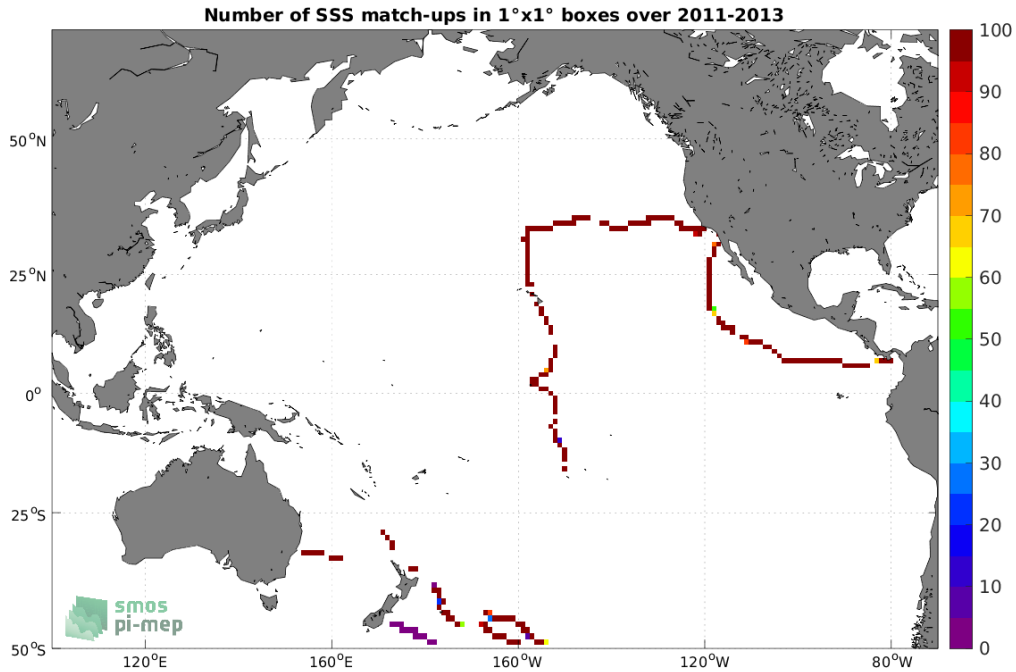 Number of SSS match-ups in 1°x1° boxes over 2011-2013
50°N
25°N
0°
25°S
50°S
120°E
160°E
160°W
120°W
80°W
100
90
80
70
60
50
40
30
20
10
0
smos
pi-mep